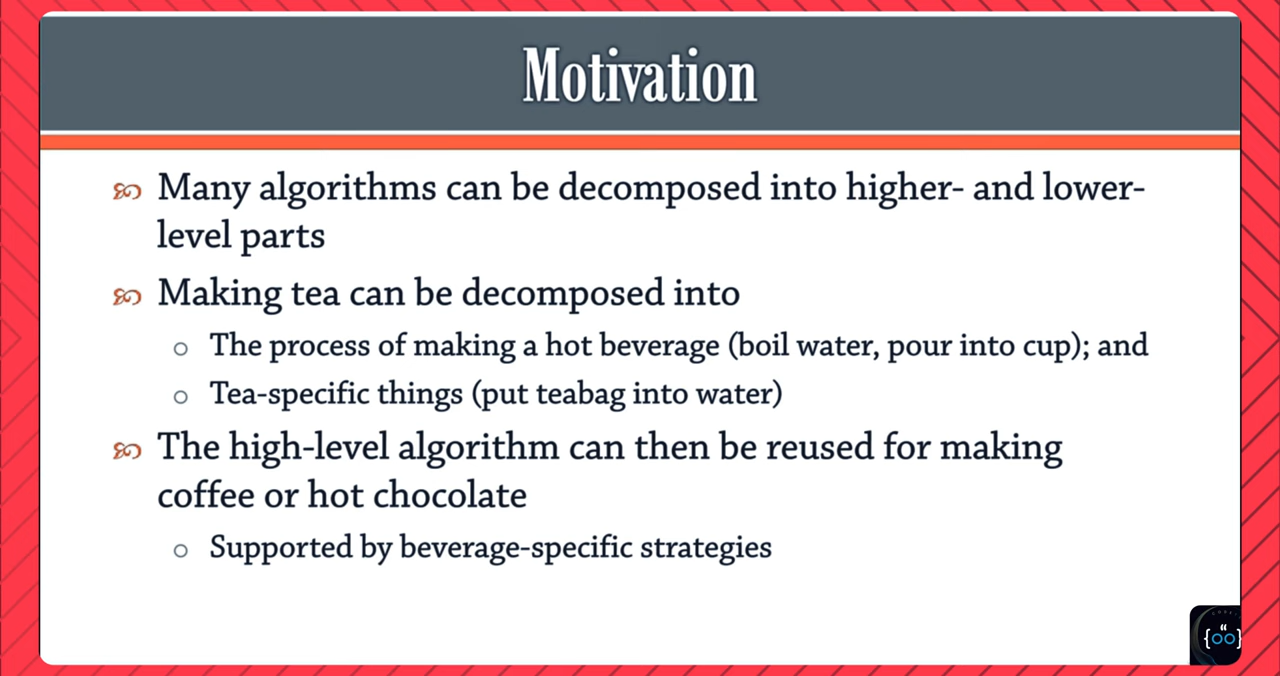 Motivation
Many algorithms can be decomposed into higher- and lower-
level parts
Making tea can be decomposed into
The process of making a hot beverage (boil water, pour into cup); and
Tea-specific things (put teabag into water)
The high-level algorithm can then be reused for making
coffee or hot chocolate
Supported by beverage-specific strategies